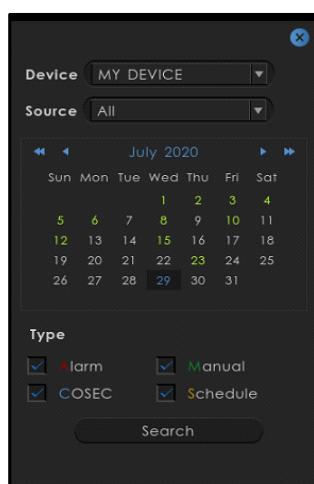 Device MY DEVICE
Source All
July 2020
Sun Mon Tue Wed Thu Fri Sat
1 2 3 4
5 6 7 8 9 10 11
12 13 14 15 16 17 18
19 20 21 22 23 24 25
26 27 28 29 30 31
Type
Alarm Manual
COSEC Schedule
Search